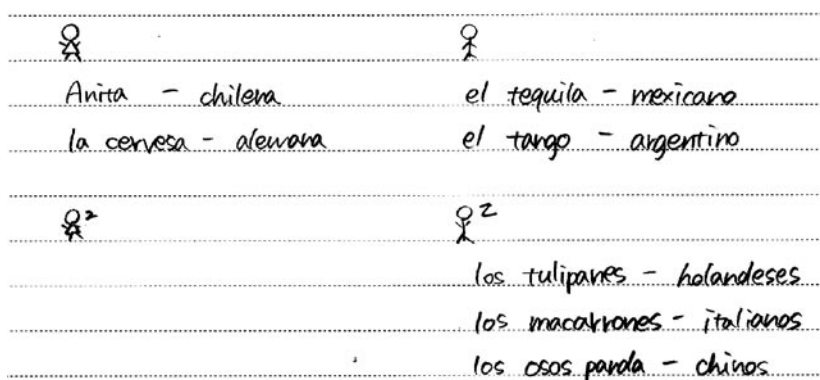 Anita – chilena
la cervesa – alemana
el tequila – mexicano
el tango – argentino
2
2
los tulipanes – holandeses
los macarrones – italianos
los osos panda – chinos